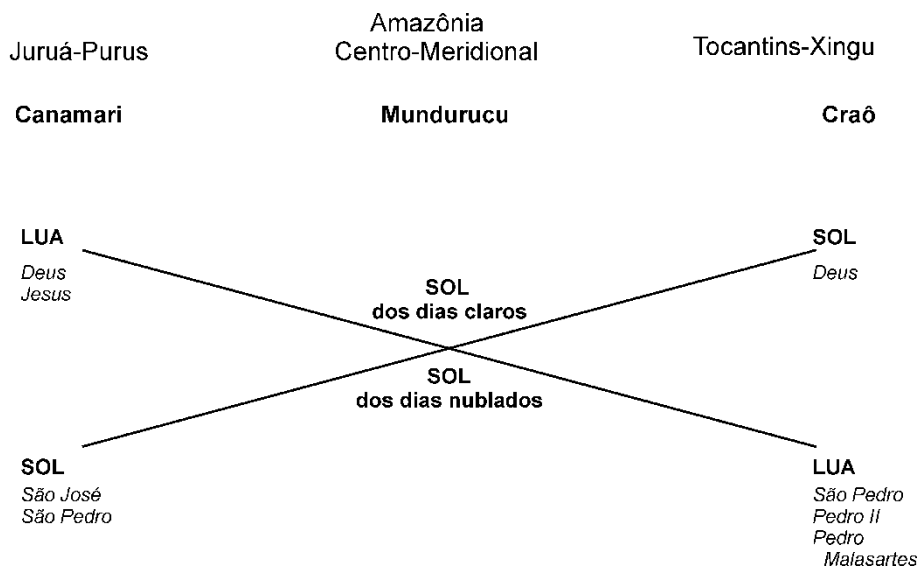 Juruá-Purus
Amazônia
Centro-Meridional
Tocantins-Xingu
Canamari
Mundurucu
Craô
LUA
Deus
Jesus
SOL
dos dias claros
SOL
Deus
SOL
dos dias nublados
SOL
São José
São Pedro
LUA
São Pedro
Pedro II
Pedro
Malasartes